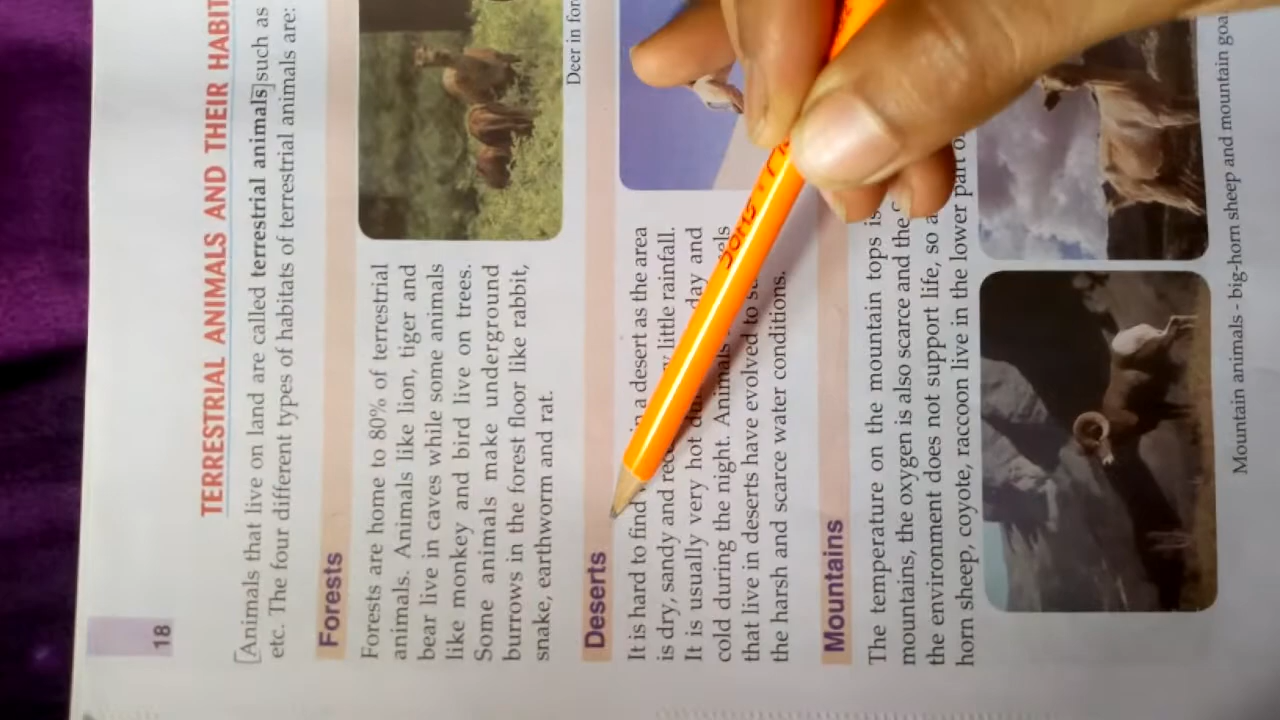 18
TERRESTRIAL ANIMALS AND THEIR HABIT
[Animals that live on land are called terrestrial animals] such as
etc. The four different types of habitats of terrestrial animals are:
Forests
Forests are home to 80% of terrestrial
animals. Animals like lion, tiger and
bear live in caves while some animals
like monkey and bird live on trees.
Some animals make underground
burrows in the forest floor like rabbit,
snake, earthworm and rat.
Deer in for
Deserts
It is hard to find in a desert as the area
is dry, sandy and little rainfall.
It is usually very hot day and
cold during the night. Animals
that live in deserts have evolved to
the harsh and scarce water conditions.
Mountains
The temperature on the mountain tops is
mountains, the oxygen is also scarce and the
the environment does not support life, so
horn sheep, coyote, raccoon live in the lower part
Mountain animals - big-horn sheep and mountain goa